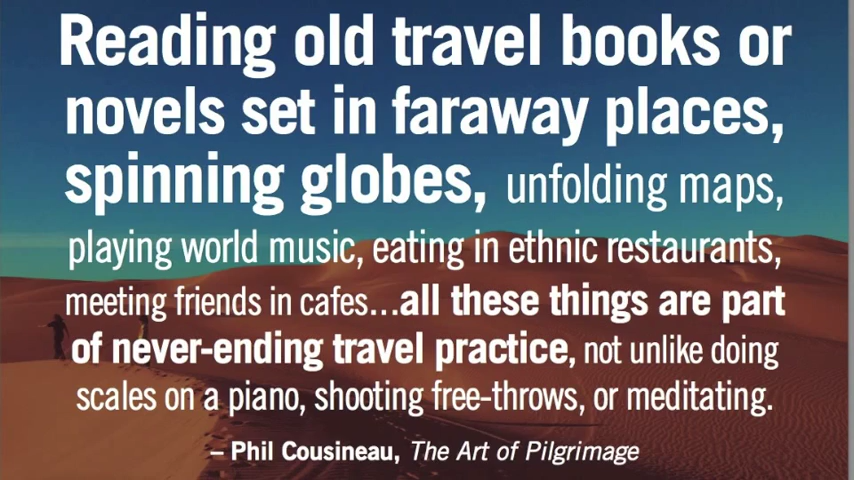 Reading old travel books or
novels set in faraway places,
spinning globes, unfolding maps,
playing world music, eating in ethnic restaurants,
meeting friends in cafes...all these things are part
of never-ending travel practice, not unlike doing
scales on a piano, shooting free-throws, or meditating.
– Phil Cousineau, The Art of Pilgrimage